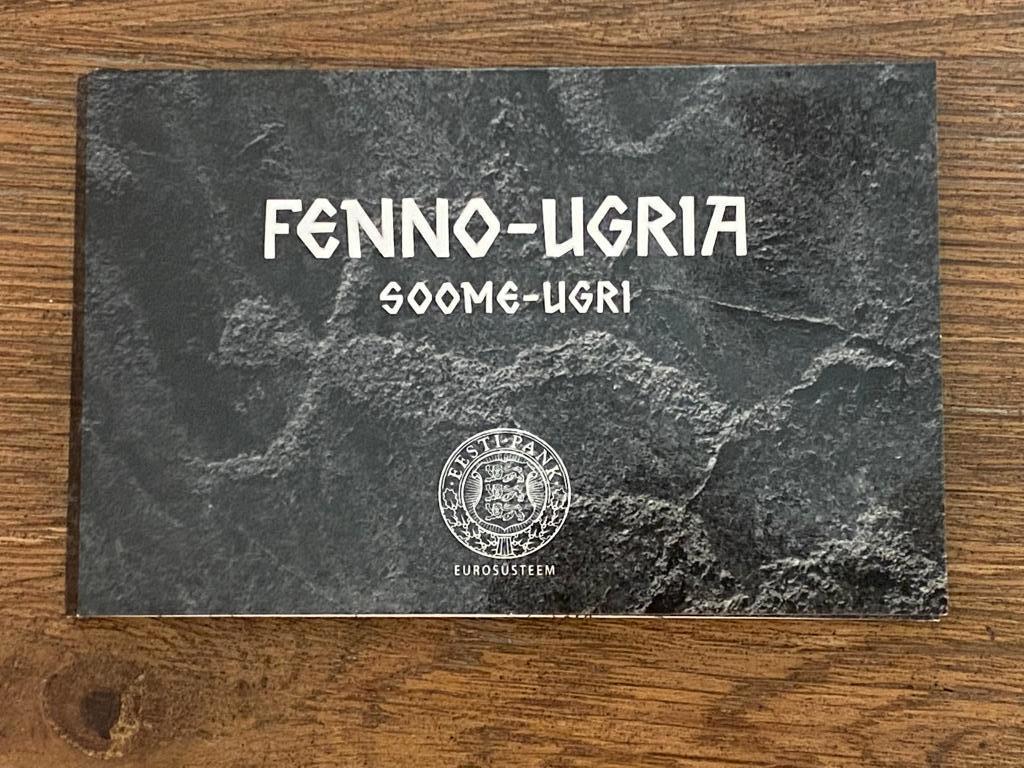 FENNO-UGRIA
SOOME-UGRI
·EESTI·PANK·
EUROSÜSTEEM